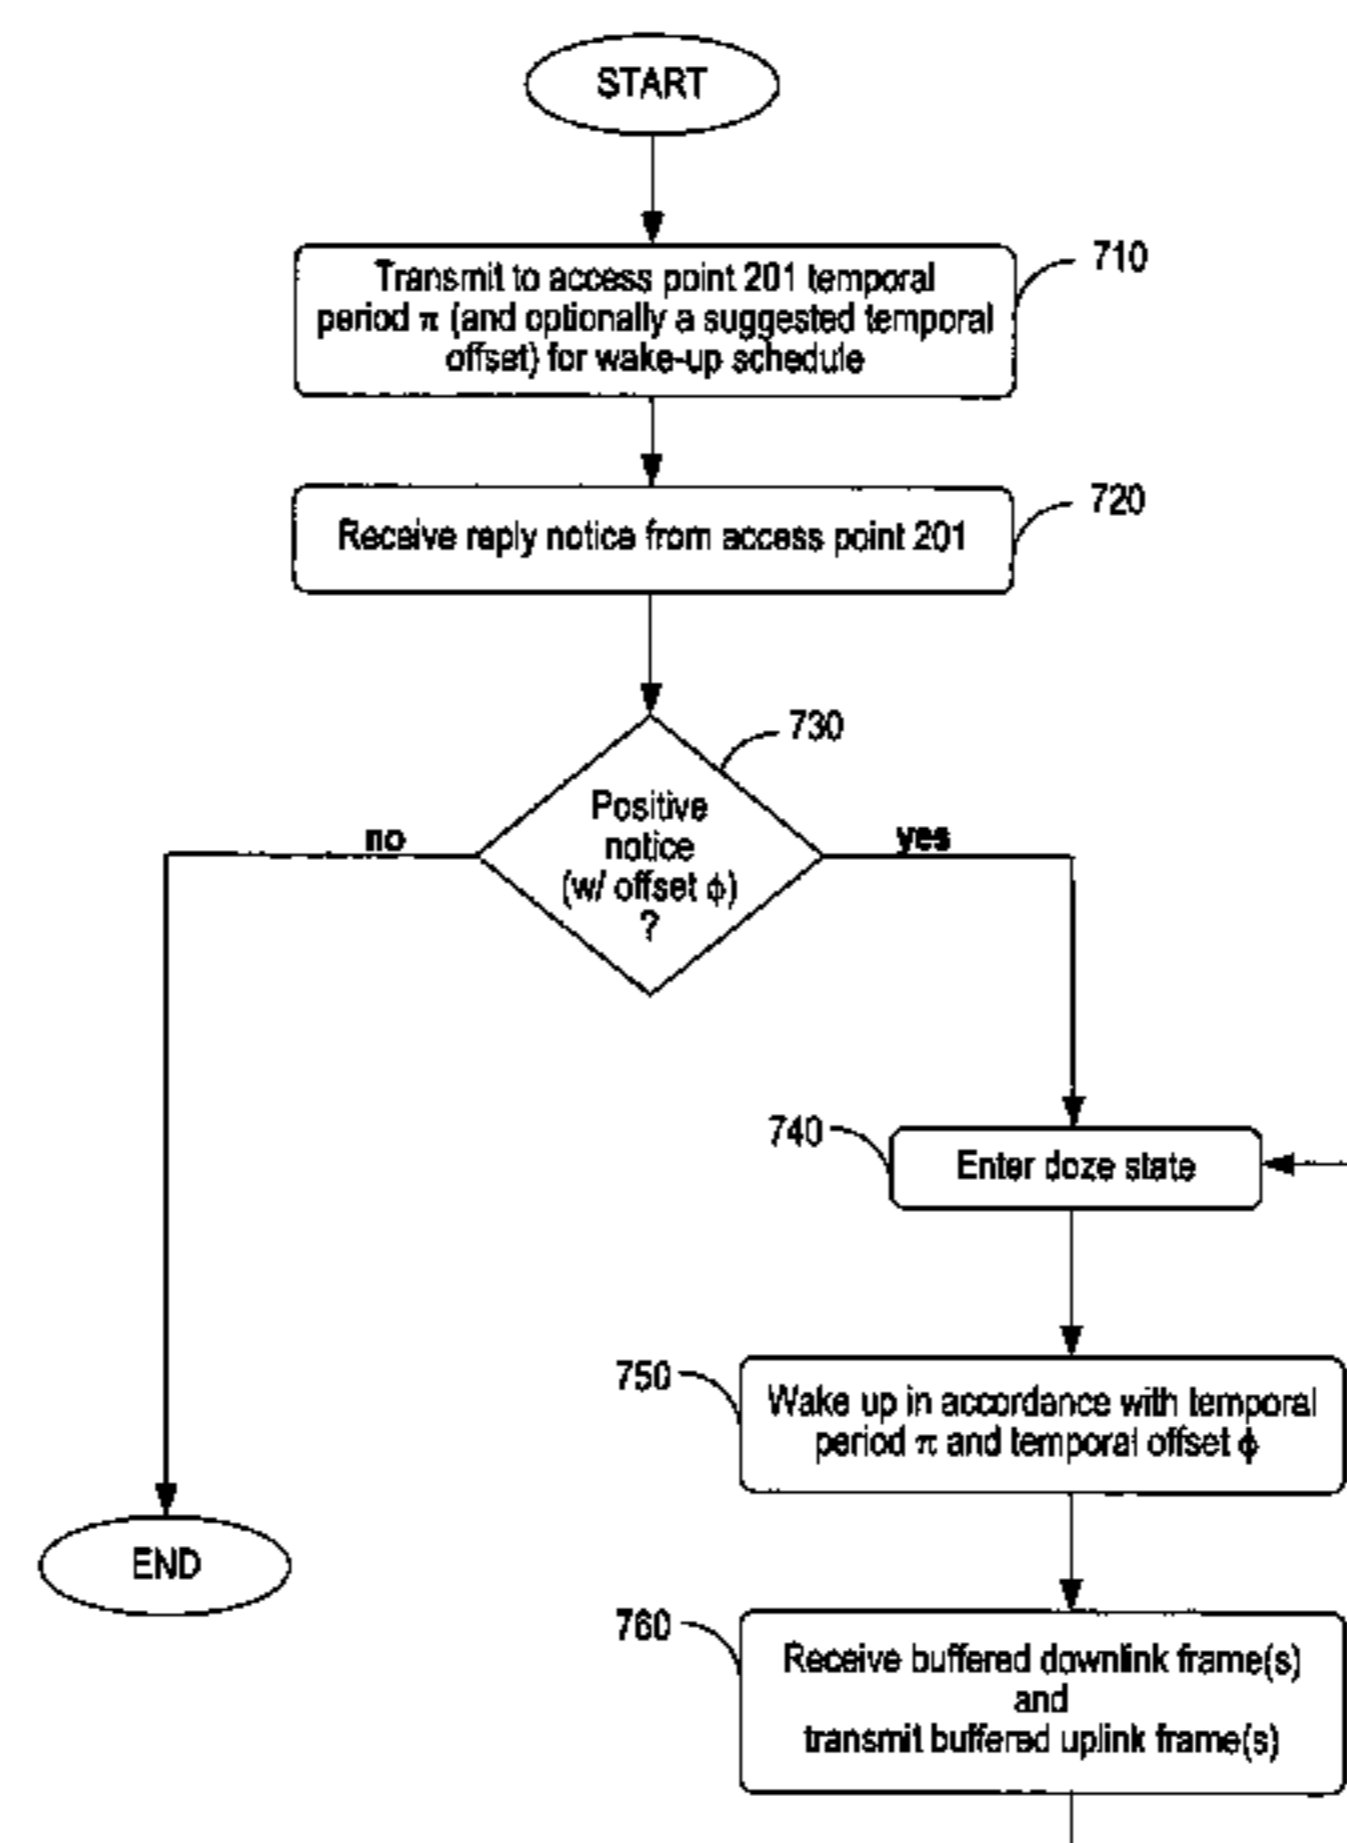 START
Transmit to access point 201 temporal
period π (and optionally a suggested temporal
offset) for wake-up schedule
710
Receive reply notice from access point 201
720
730
Positive
notice
(w/ offset ϕ)
?
no
yes
740
Enter doze state
750
Wake up in accordance with temporal
period π and temporal offset ϕ
END
760
Receive buffered downlink frame(s)
and
transmit buffered uplink frame(s)